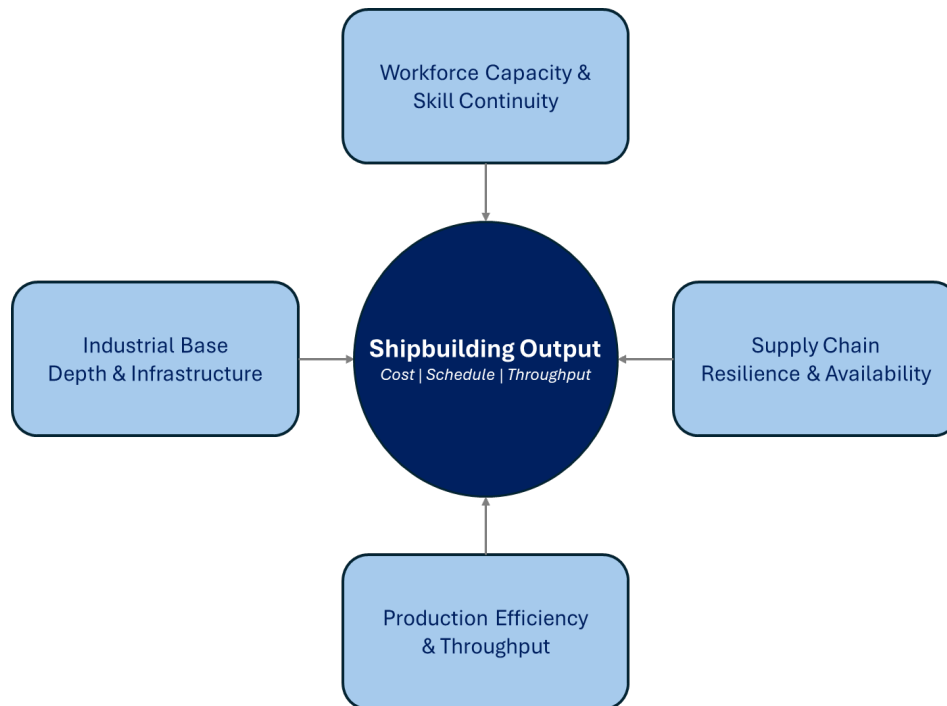 Workforce Capacity &
Skill Continuity
Industrial Base
Depth & Infrastructure
Shipbuilding Output
Cost | Schedule | Throughput
Supply Chain
Resilience & Availability
Production Efficiency
& Throughput